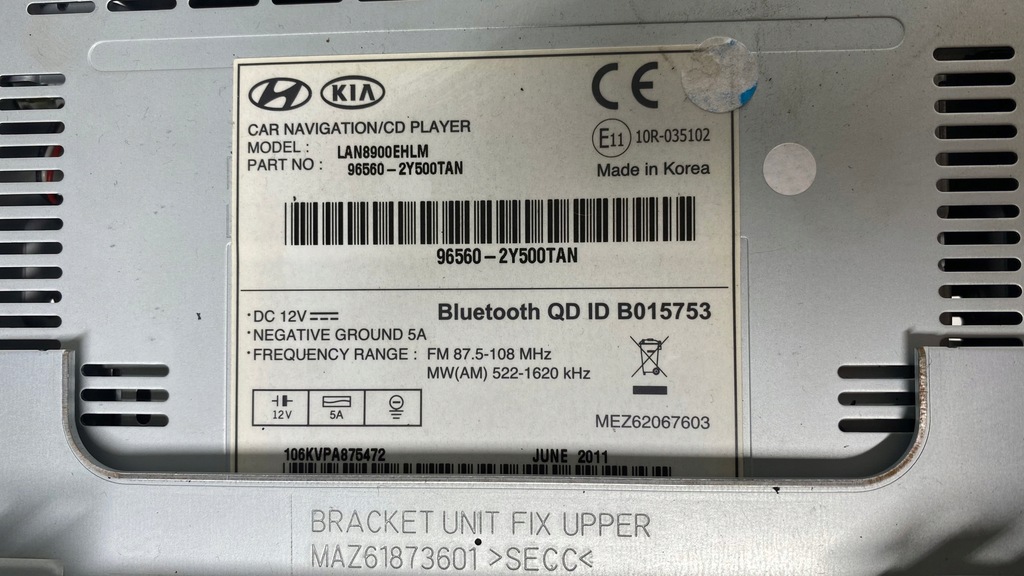 KIA
CE
CAR NAVIGATION/CD PLAYER
MODEL : LAN8900EHLM
PART NO : 96560-2Y500TAN
E11 10R-035102
Made in Korea
96560-2Y500TAN
·DC 12V
Bluetooth QD ID B015753
·NEGATIVE GROUND 5A
·FREQUENCY RANGE : FM 87.5-108 MHz
MW(AM) 522-1620 kHz
12V 5A
MEZ62067603
106KVPA875472 JUNE 2011
BRACKET UNIT FIX UPPER
MAZ61873601 >SECC<